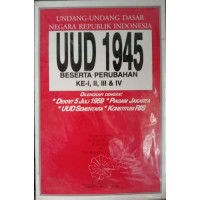 UNDANG-UNDANG DASAR
NEGARA REPUBLIK INDONESIA
UUD 1945
BESERTA PERUBAHAN
KE-I, II, III & IV
DILENGKAPI DENGAN:
* DEKRIT 5 JULI 1959 * PIAGAM JAKARTA
* UUD SEMENTARA * KONSTITUSI RIS